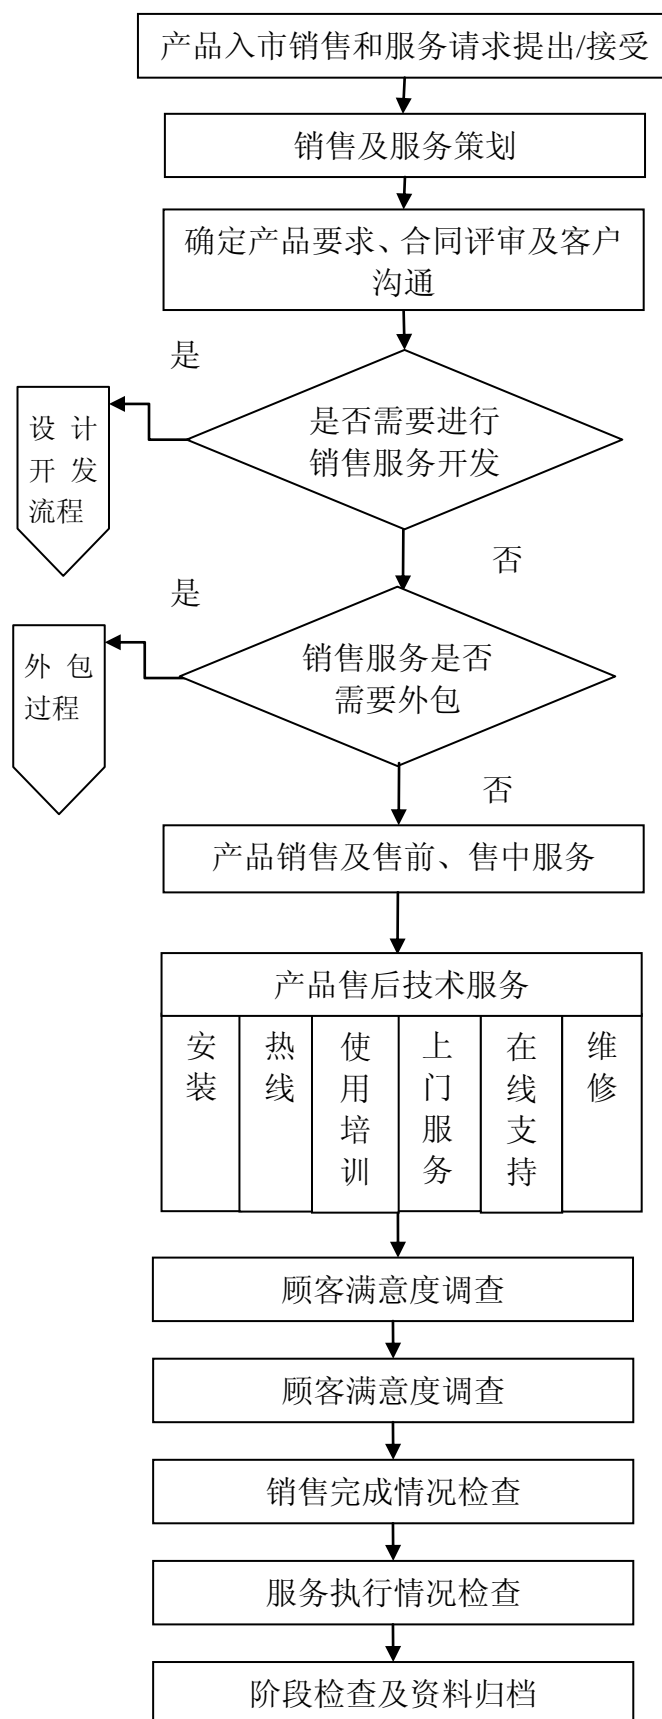 产品入市销售和服务请求提出/接受
销售及服务策划
确定产品要求、合同评审及客户
沟通
是
设 计
开 发
流程
是否需要进行
销售服务开发
否
是
外 包
过程
销售服务是否
需要外包
否
产品销售及售前、售中服务
产品售后技术服务
安装
热线
使用培训
上门服务
在线支持
维修
顾客满意度调查
顾客满意度调查
销售完成情况检查
服务执行情况检查
阶段检查及资料归档